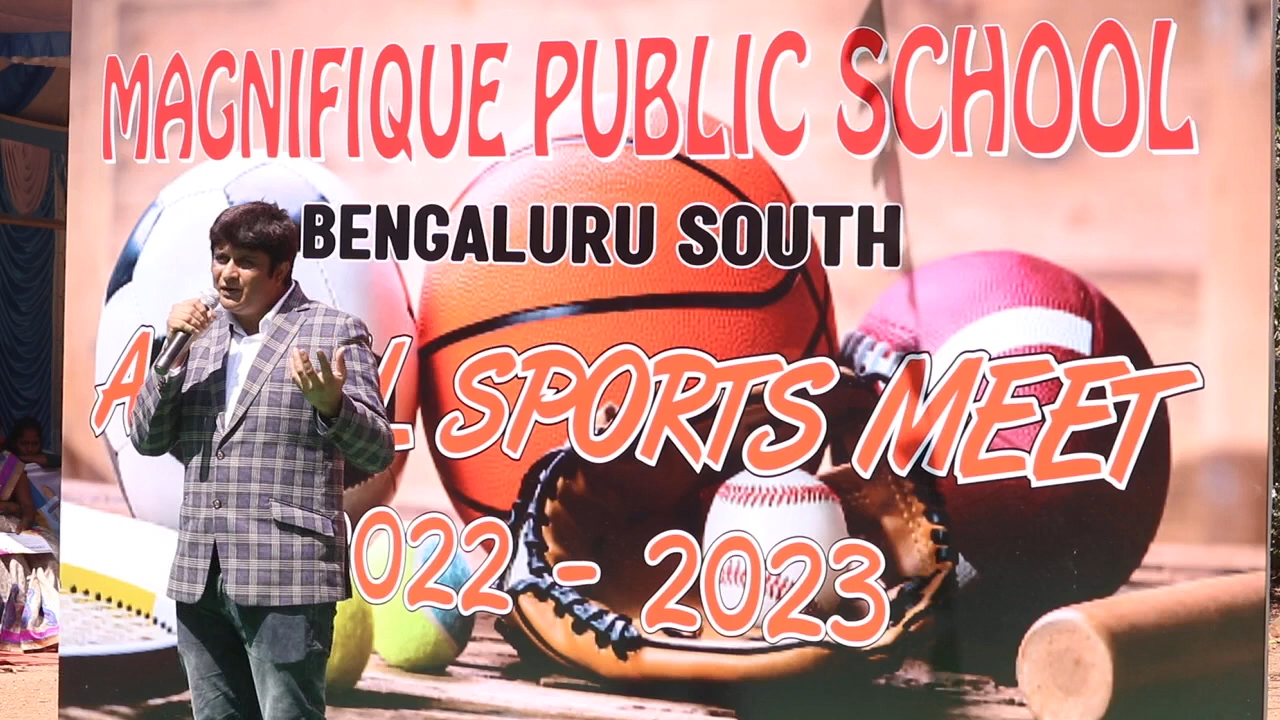 MAGNIFIQUE PUBLIC SCHOOL
BENGALURU SOUTH
SPORTS MEET
022 - 2023